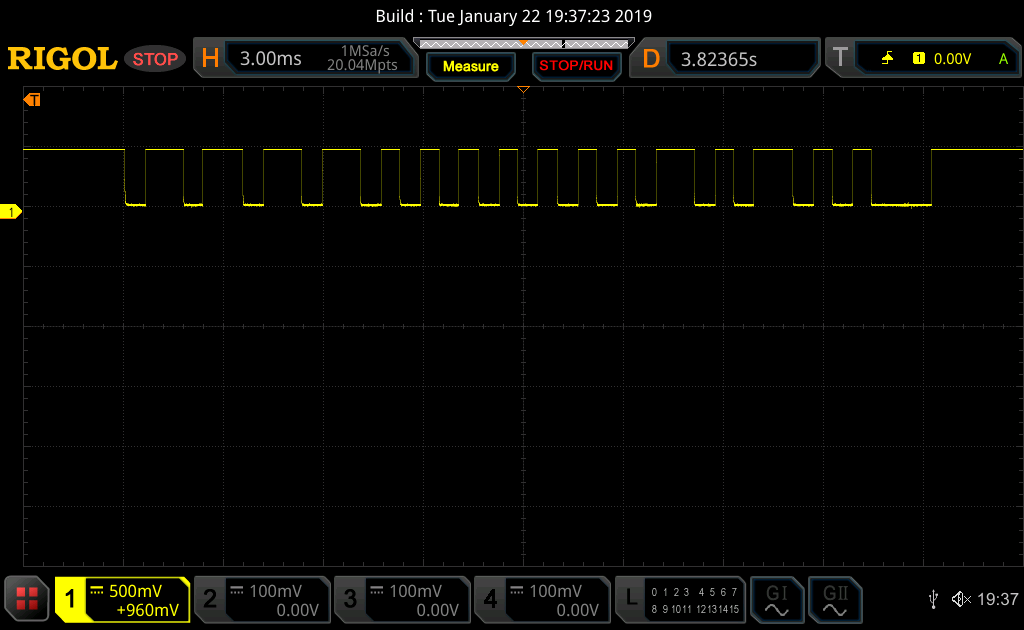 Build : Tue January 22 19:37:23 2019
RIGOL STOP H 3.00ms 1MSa/s 20.04Mpts Measure STOP/RUN D 3.82365s T 1 0.00V A
T
1
1 500mV +960mV 2 100mV 0.00V 3 100mV 0.00V 4 100mV 0.00V L 0 1 2 3 4 5 6 7 8 9 10 11 12 13 14 15 GI GII 19:37